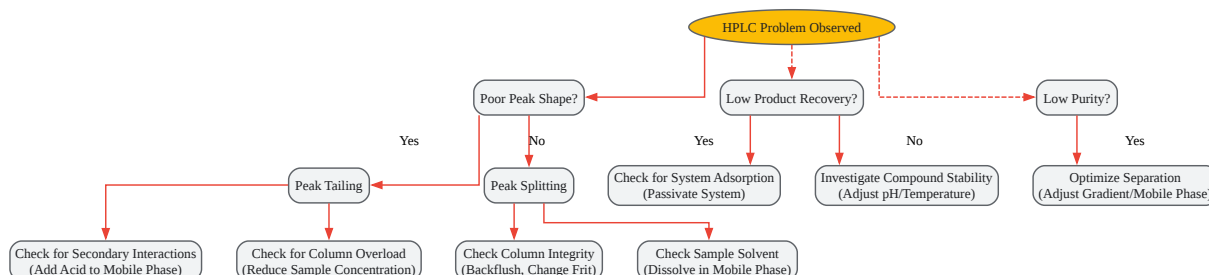 HPLC Problem Observed
Poor Peak Shape?
Low Product Recovery?
Low Purity?
Yes
No
Yes
No
Yes
Peak Tailing
Peak Splitting
Check for System Adsorption
(Passivate System)
Investigate Compound Stability
(Adjust pH/Temperature)
Optimize Separation
(Adjust Gradient/Mobile Phase)
Check for Secondary Interactions
(Add Acid to Mobile Phase)
Check for Column Overload
(Reduce Sample Concentration)
Check Column Integrity
(Backflush, Change Frit)
Check Sample Solvent
(Dissolve in Mobile Phase)